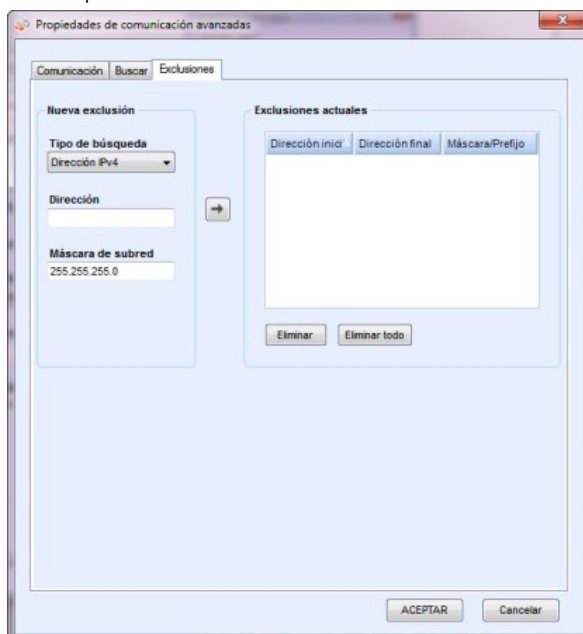 Propiedades de comunicación avanzadas
Comunicación Buscar Exclusiones
Nueva exclusión
Tipo de búsqueda
Dirección IPv4
Dirección
Máscara de subred
255.255.255.0
Exclusiones actuales
Dirección inici Dirección final Máscara/Prefijo
Eliminar Eliminar todo
ACEPTAR Cancelar